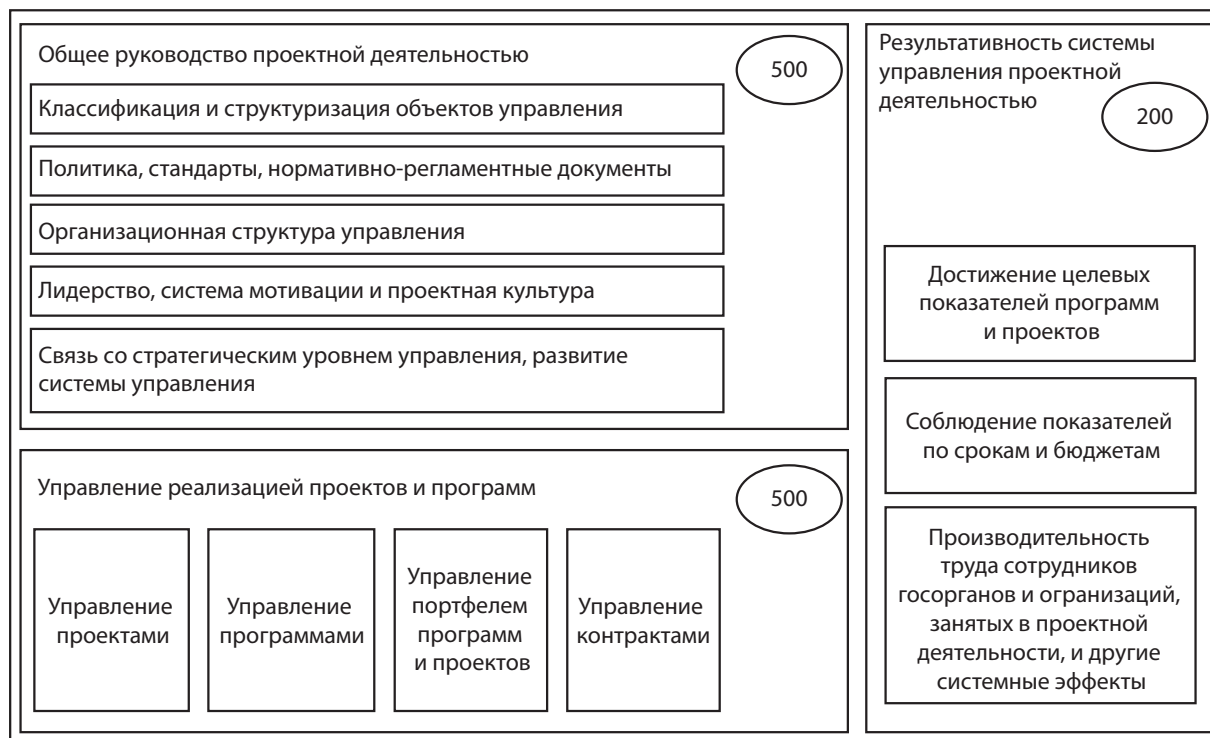 Общее руководство проектной деятельностью
500
Классификация и структуризация объектов управления
Политика, стандарты, нормативно-регламентные документы
Организационная структура управления
Лидерство, система мотивации и проектная культура
Связь со стратегическим уровнем управления, развитие
системы управления
Управление реализацией проектов и программ
500
Управление
проектами
Управление
программами
Управление
портфелем
программ
и проектов
Управление
контрактами
Результативность системы
управления проектной
деятельностью
200
Достижение целевых
показателей программ
и проектов
Соблюдение показателей
по срокам и бюджетам
Производительность
труда сотрудников
госорганов и огранизаций,
занятых в проектной
деятельности, и другие
системные эффекты